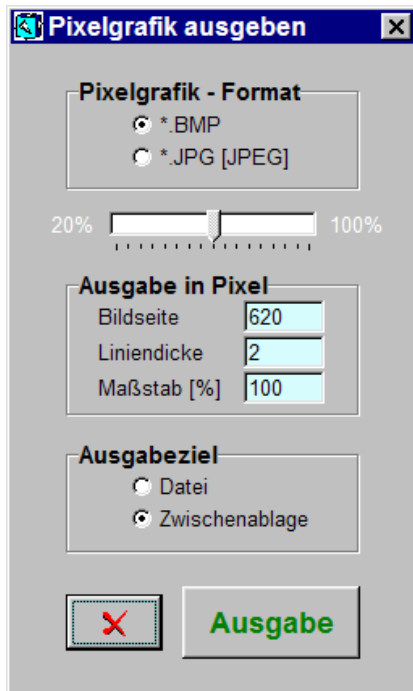 Pixelgrafik ausgeben
Pixelgrafik - Format
*.BMP
*.JPG [JPEG]
20% 100%
Ausgabe in Pixel
Bildseite 620
Liniendicke 2
Maßstab [%] 100
Ausgabeziel
Datei
Zwischenablage
Ausgabe